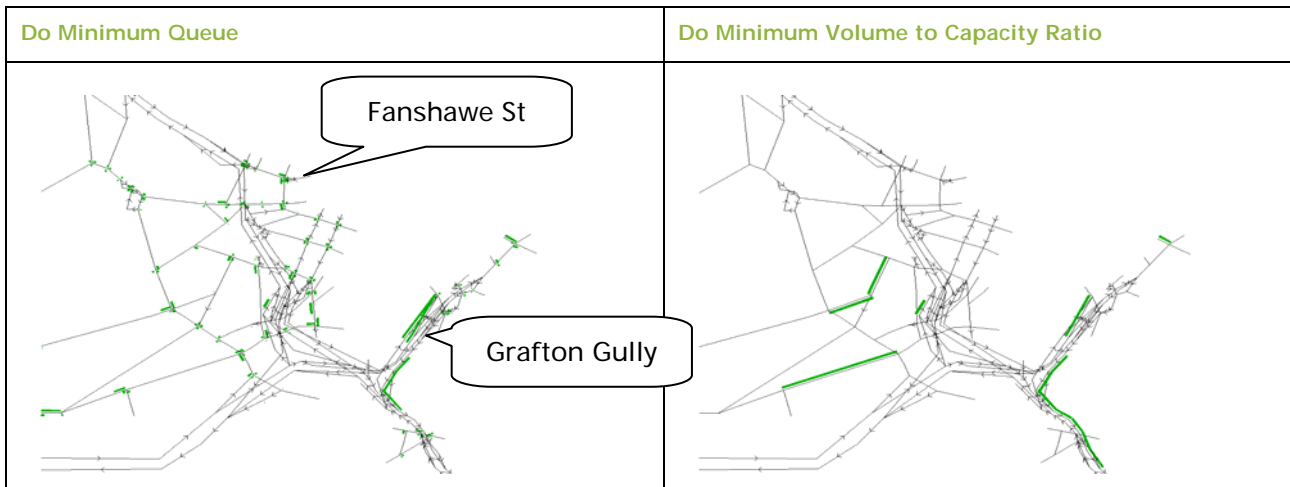 Do Minimum Queue
Do Minimum Volume to Capacity Ratio
Fanshawe St
Grafton Gully